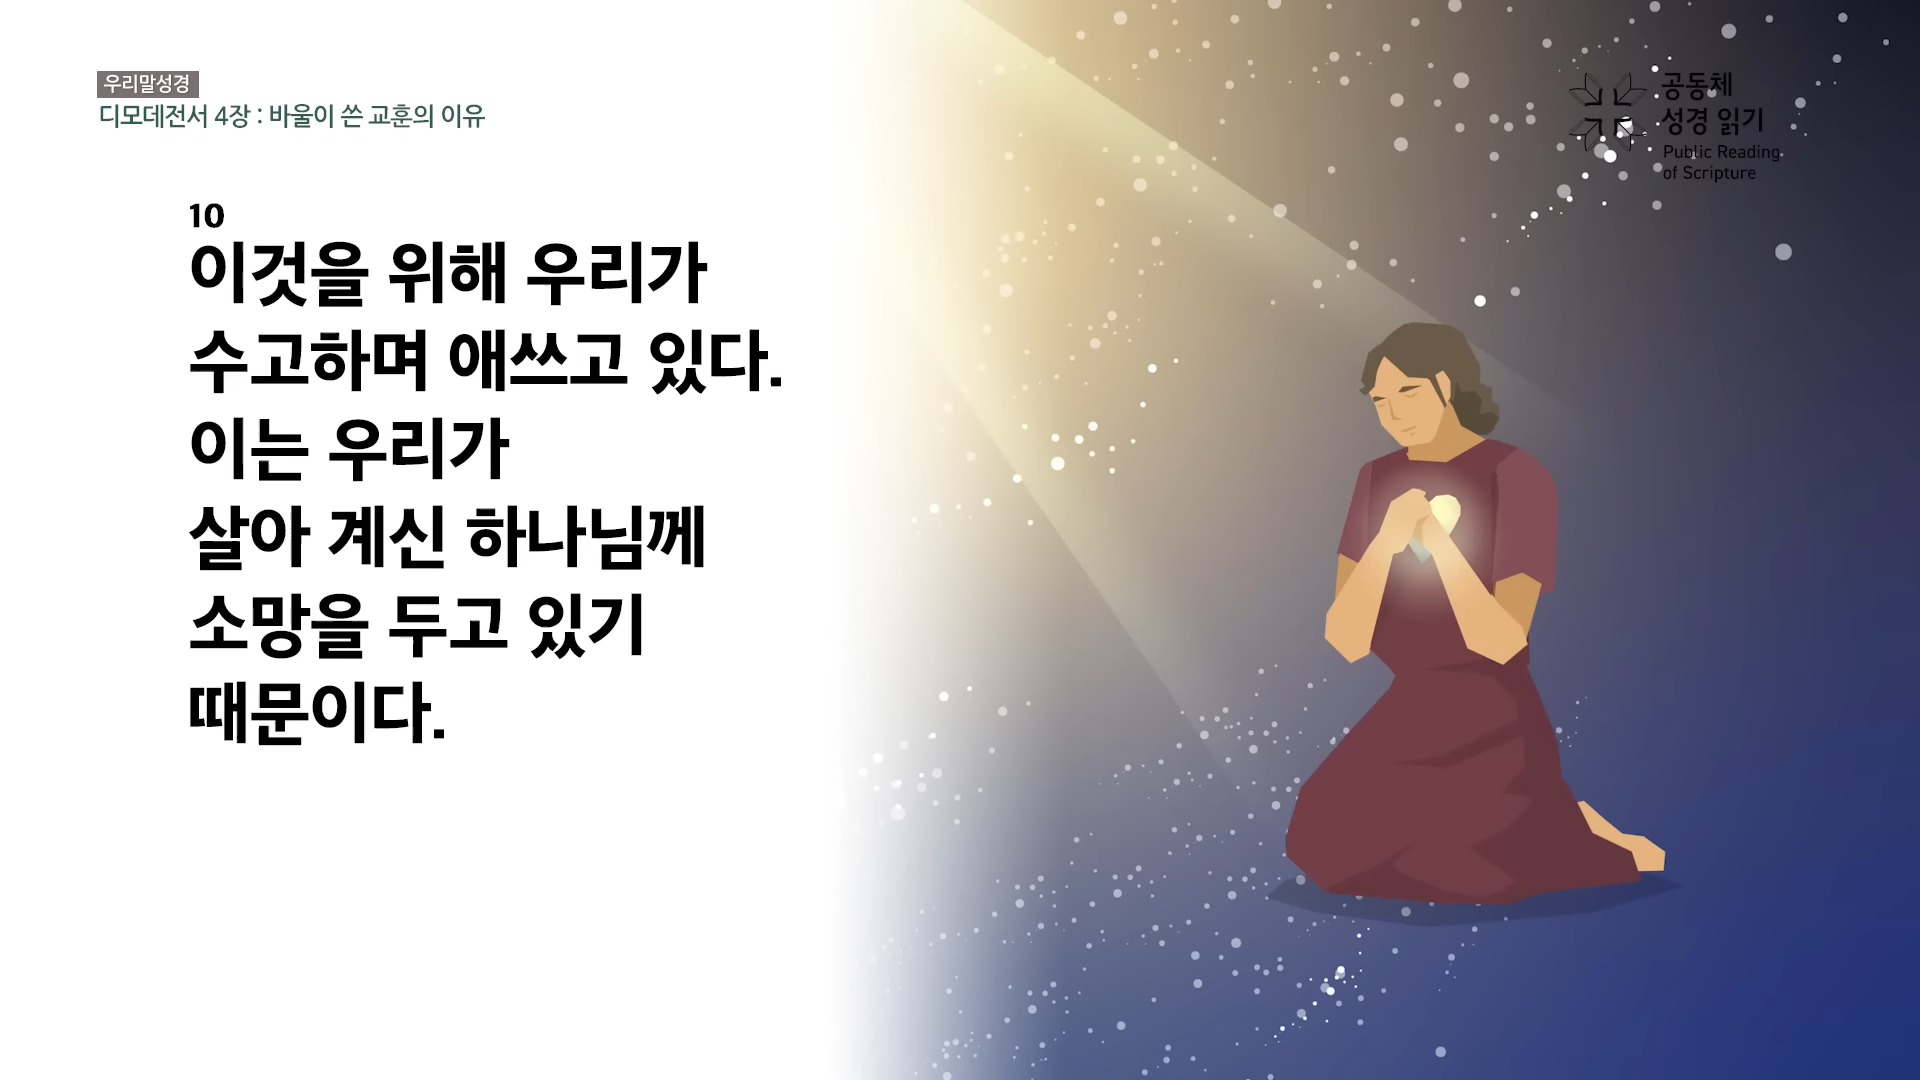 우리말성경
디모데전서 4장 : 바울이 쓴 교훈의 이유
공동체
성경 읽기
Public Reading
of Scripture
10
이것을 위해 우리가
수고하며 애쓰고 있다.
이는 우리가
살아 계신 하나님께
소망을 두고 있기
때문이다.